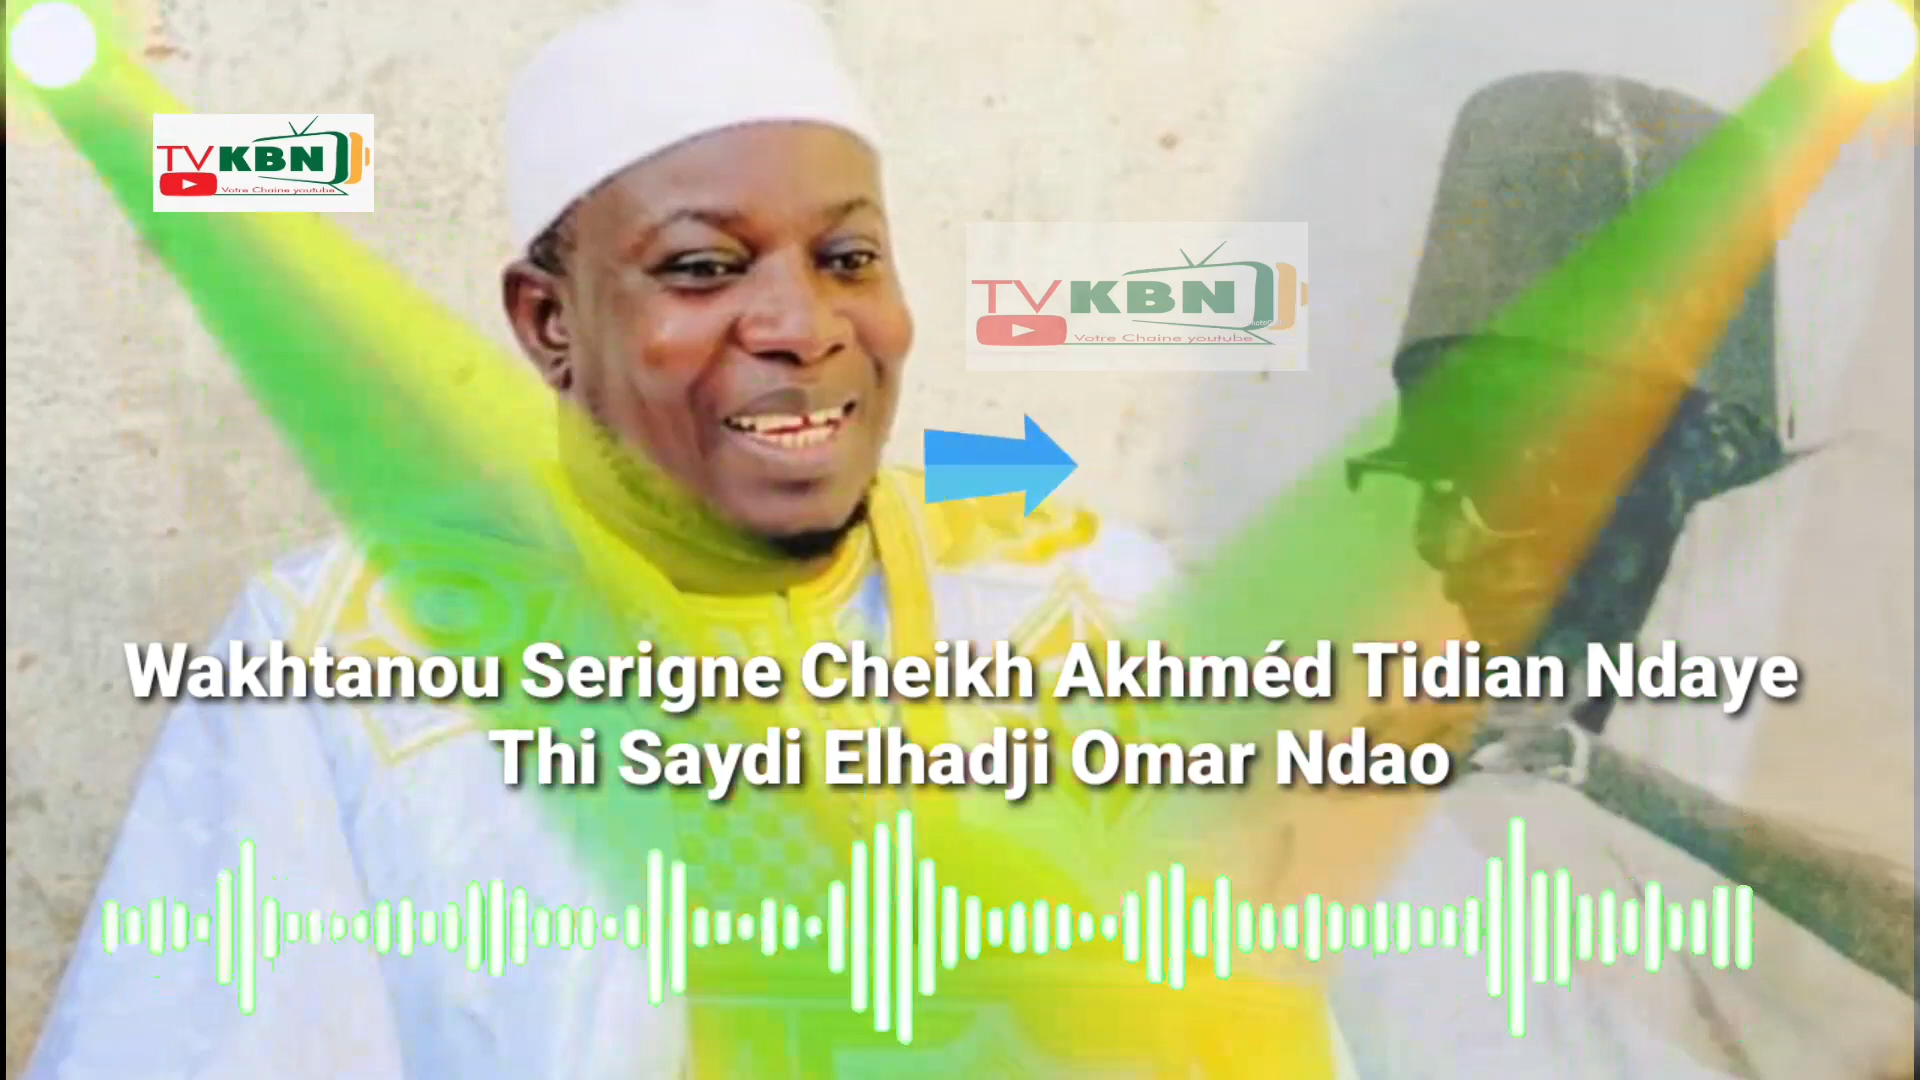 TVKBN
Votre Chaine youtube
TVKBN
Votre Chaine youtube
Wakhtanou Serigne Cheikh Akhméd Tidian Ndaye
Thi Saydi Elhadji Omar Ndao